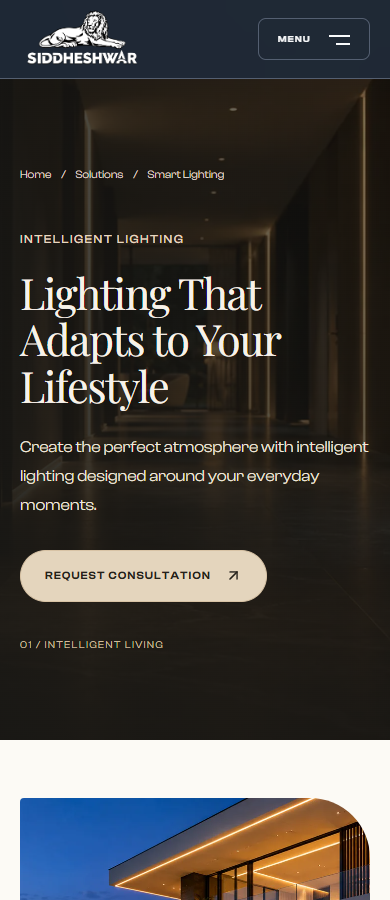 SIDDHESHWAR
MENU
Home / Solutions / Smart Lighting
INTELLIGENT LIGHTING
Lighting That
Adapts to Your
Lifestyle
Create the perfect atmosphere with intelligent
lighting designed around your everyday
moments.
REQUEST CONSULTATION
01 / INTELLIGENT LIVING